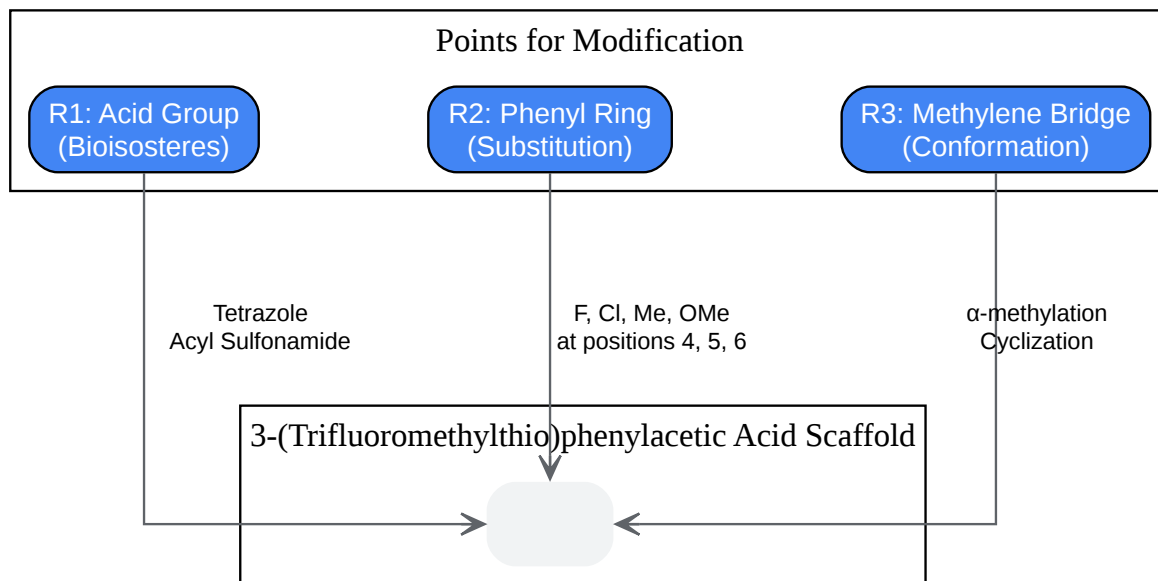 Points for Modification
R1: Acid Group
(Bioisosteres)
R2: Phenyl Ring
(Substitution)
R3: Methylene Bridge
(Conformation)
Tetrazole
Acyl Sulfonamide
F, Cl, Me, OMe
at positions 4, 5, 6
α-methylation
Cyclization
3-(Trifluoromethylthio)phenylacetic Acid Scaffold